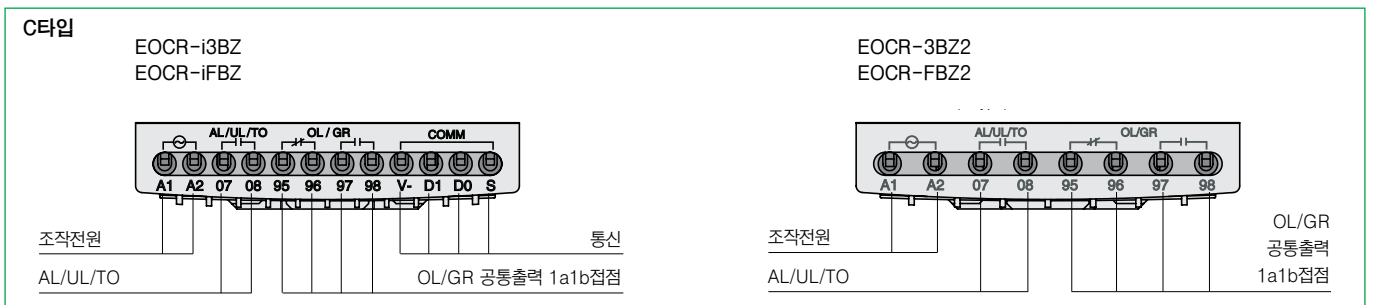 C타입
EOCR-i3BZ
EOCR-iFBZ
AL/UL/TO OL/GR COMM
A1 A2 07 08 95 96 97 98 V- D1 D0 S
조작전원 통신
AL/UL/TO OL/GR 공통출력 1a1b접점
EOCR-3BZ2
EOCR-FBZ2
AL/UL/TO OL/GR
A1 A2 07 08 95 96 97 98
조작전원
AL/UL/TO
OL/GR
공통출력
1a1b접점